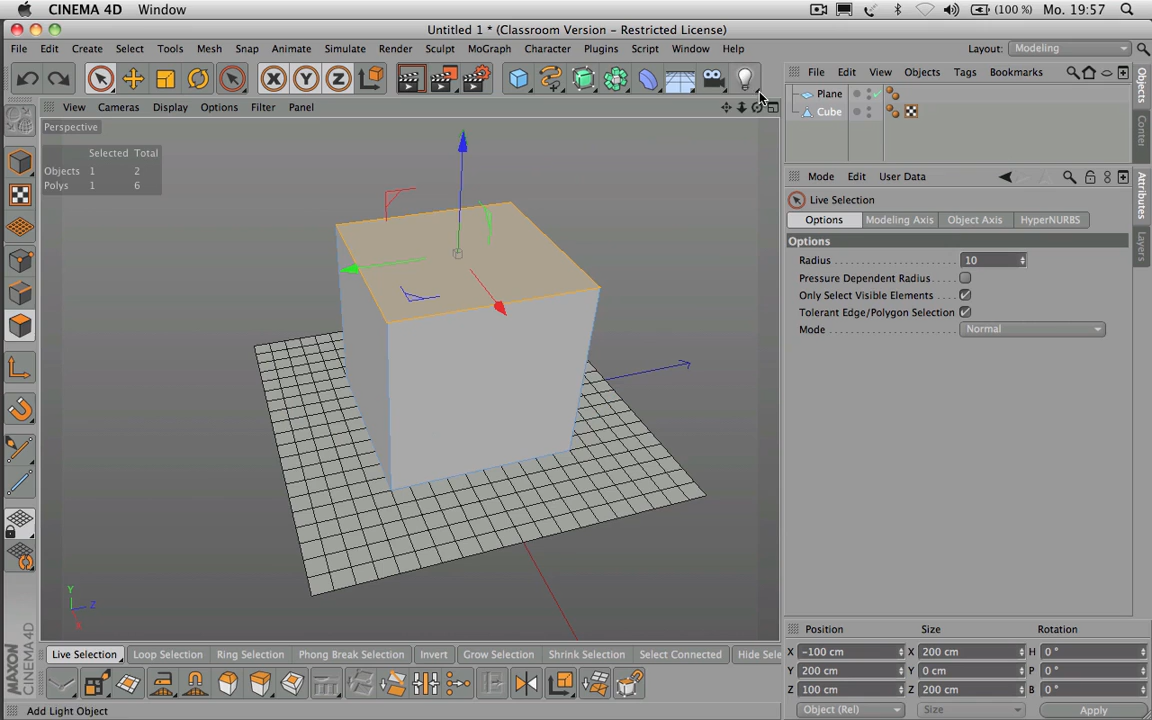 CINEMA 4D Window (100 %) Mo. 19:57
Untitled 1 * (Classroom Version - Restricted License)
File Edit Create Select Tools Mesh Snap Animate Simulate Render Sculpt MoGraph Character Plugins Script Window Help Layout: Modeling
X Y Z
File Edit View Objects Tags Bookmarks
View Cameras Display Options Filter Panel
Plane
Cube
Perspective
Selected Total
Objects 1 2
Polys 1 6
Mode Edit User Data
Live Selection
Options Modeling Axis Object Axis HyperNURBS
Options
Radius 10
Pressure Dependent Radius
Only Select Visible Elements
Tolerant Edge/Polygon Selection
Mode Normal
Objects
Attributes
Layers
Y
Z
X
Position Size Rotation
Live Selection Loop Selection Ring Selection Phong Break Selection Invert Grow Selection Shrink Selection Select Connected Hide Sele
X -100 cm X 200 cm H 0 °
Y 200 cm Y 0 cm P 0 °
Z 100 cm Z 200 cm B 0 °
Object (Rel) Size Apply
MAXON CINEMA 4D
Add Light Object